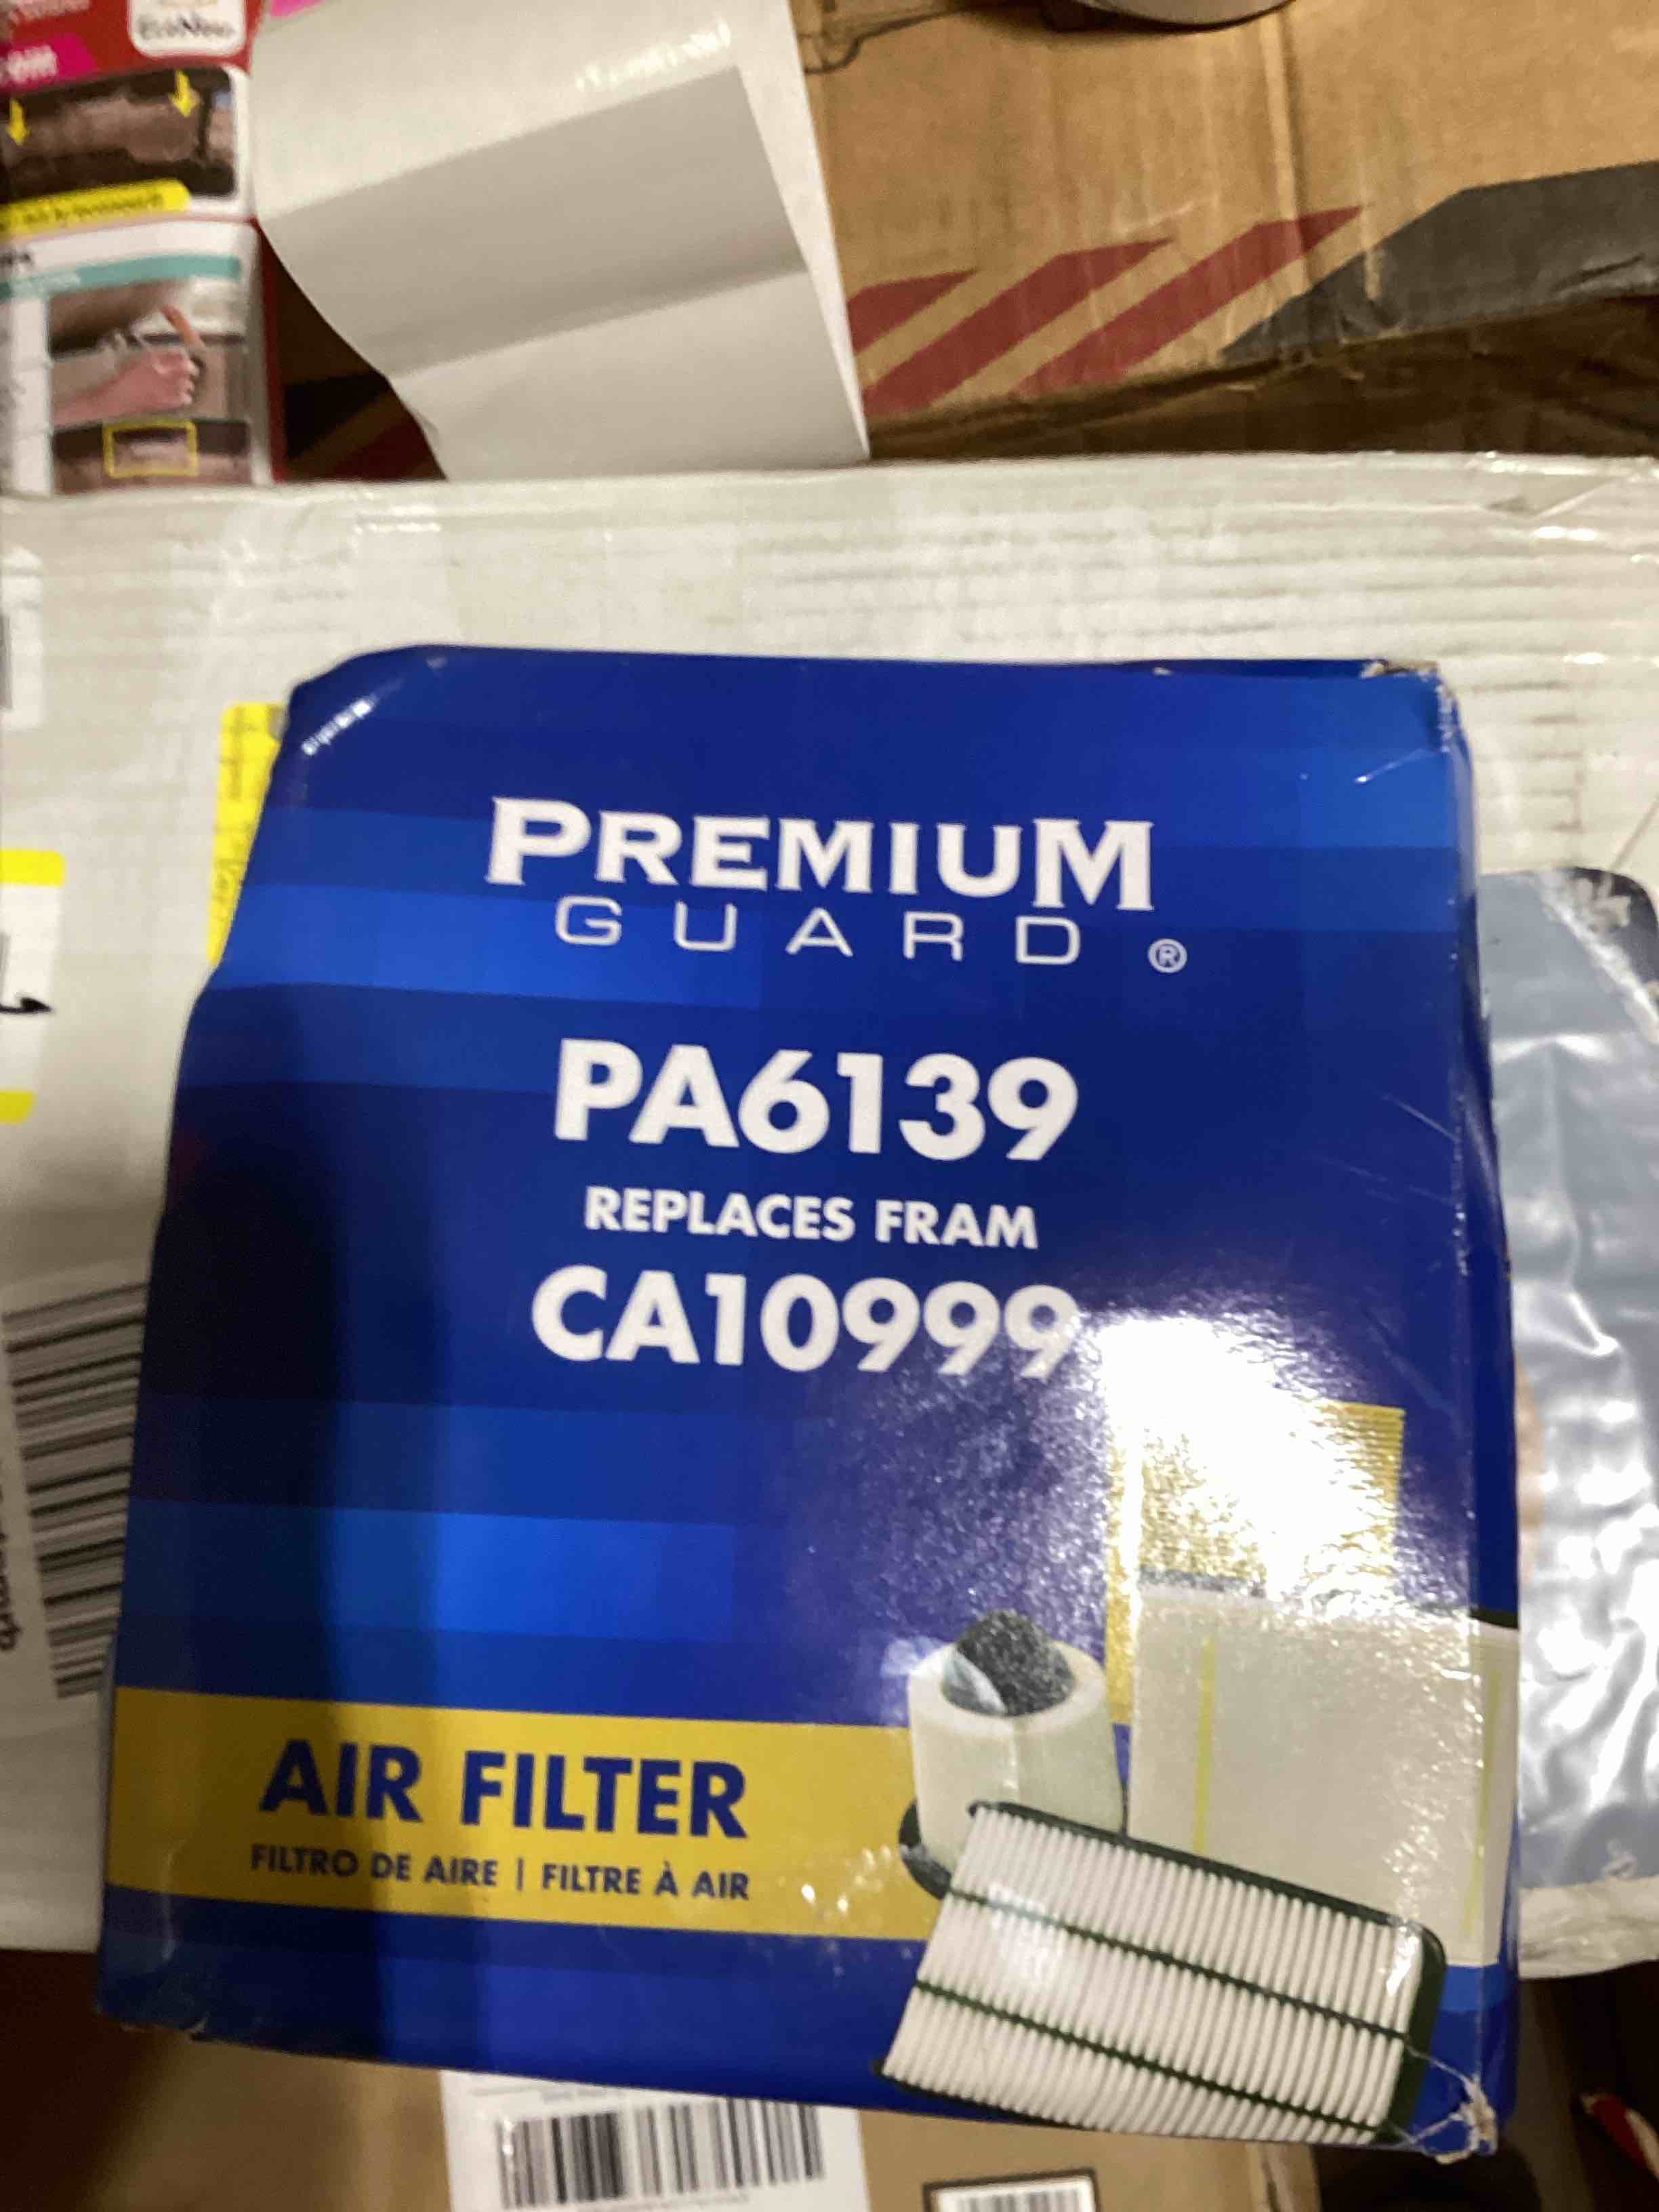 PREMIUM
GUARD ®
PA6139
REPLACES FRAM
CA10999
AIR FILTER
FILTRO DE AIRE | FILTRE À AIR